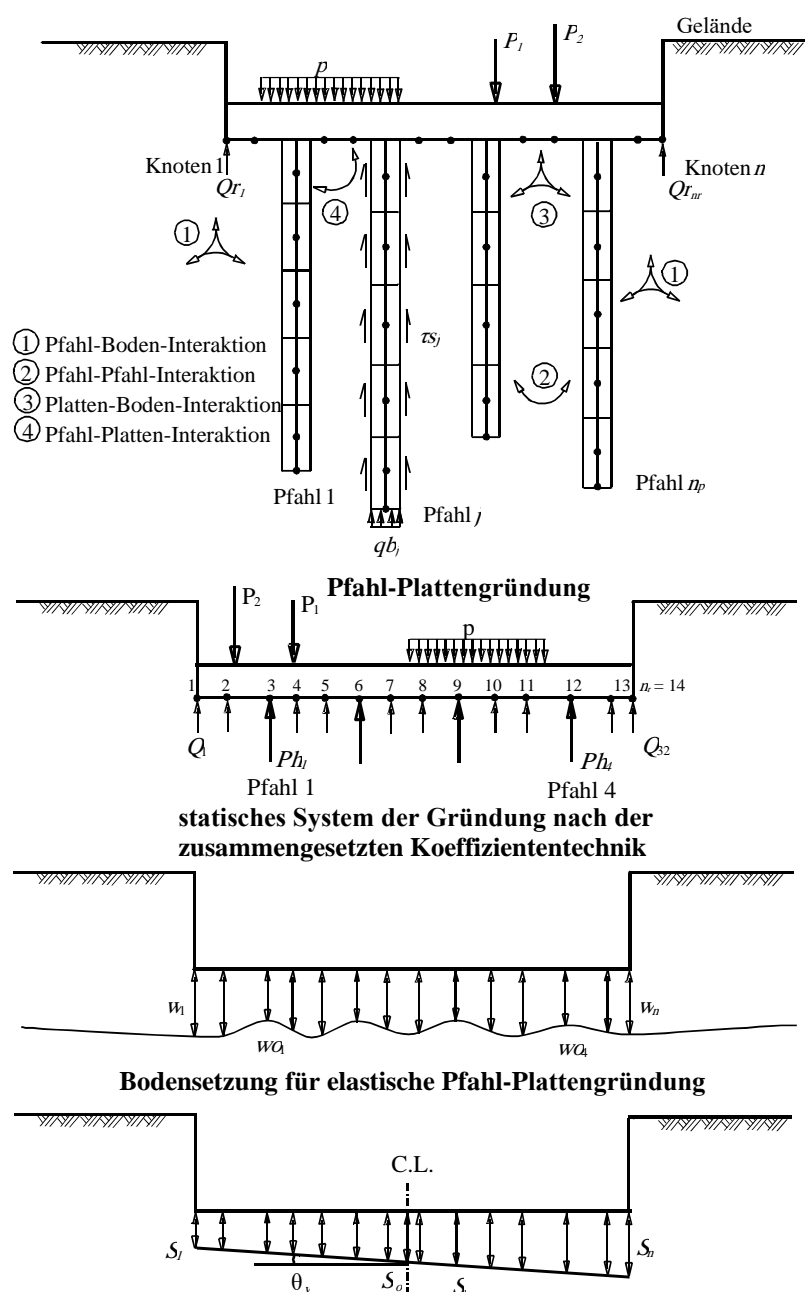 Gelände
P1 P2
p
Knoten 1
Knoten n
Qr1
Qrnr
4
3
1
1
τsj
2
1 Pfahl-Boden-Interaktion
2 Pfahl-Pfahl-Interaktion
3 Platten-Boden-Interaktion
4 Pfahl-Platten-Interaktion
Pfahl 1
Pfahl j
Pfahl np
qbj
Pfahl-Plattengründung
P2 P1
p
1 2 3 4 5 6 7 8 9 10 11 12 13 nr = 14
Q1 Ph1 Ph4 Q32
Pfahl 1 Pfahl 4
statisches System der Gründung nach der
zusammengesetzten Koeffiziententechnik
w1 wn
wo1 wo4
Bodensetzung für elastische Pfahl-Plattengründung
C.L.
S1 Sn
θ So S